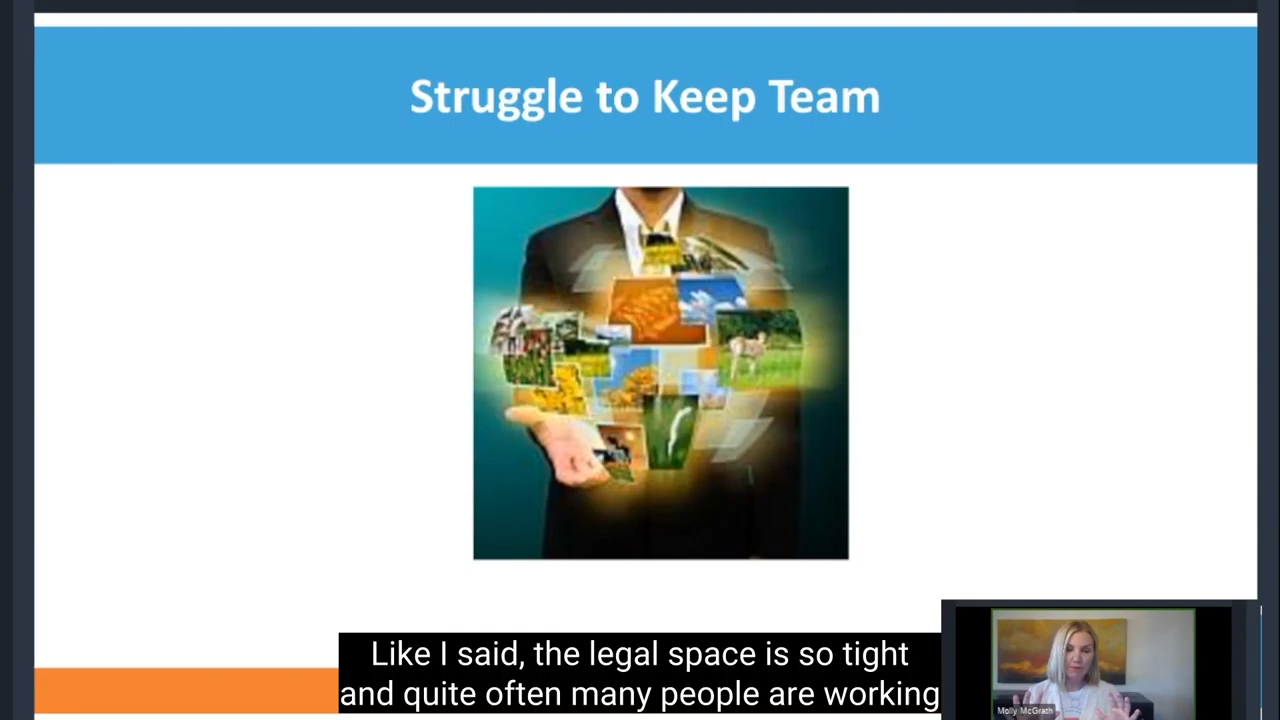 Struggle to Keep Team
Like I said, the legal space is so tight
and quite often many people are working
Molly McGrath